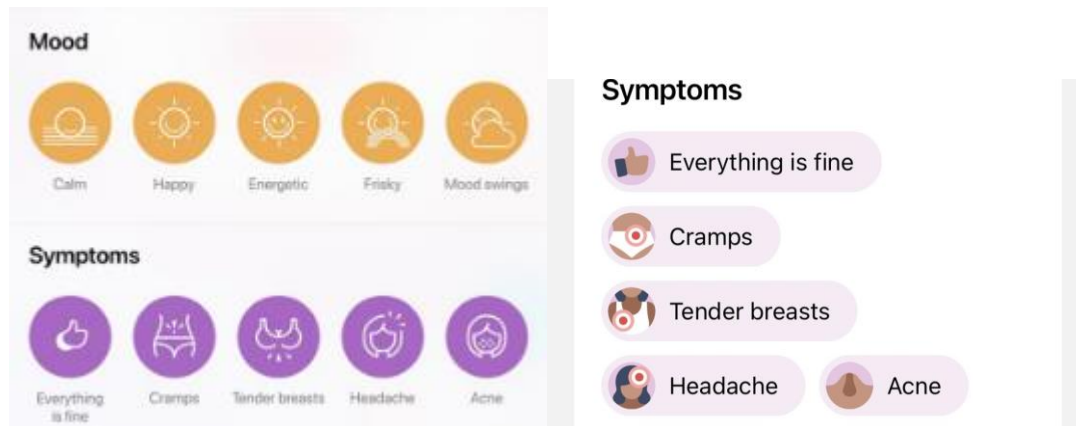 Mood
Calm
Happy
Energetic
Frisky
Mood swings
Symptoms
Everything
is fine
Cramps
Tender breasts
Headache
Acne
Symptoms
Everything is fine
Cramps
Tender breasts
Headache
Acne